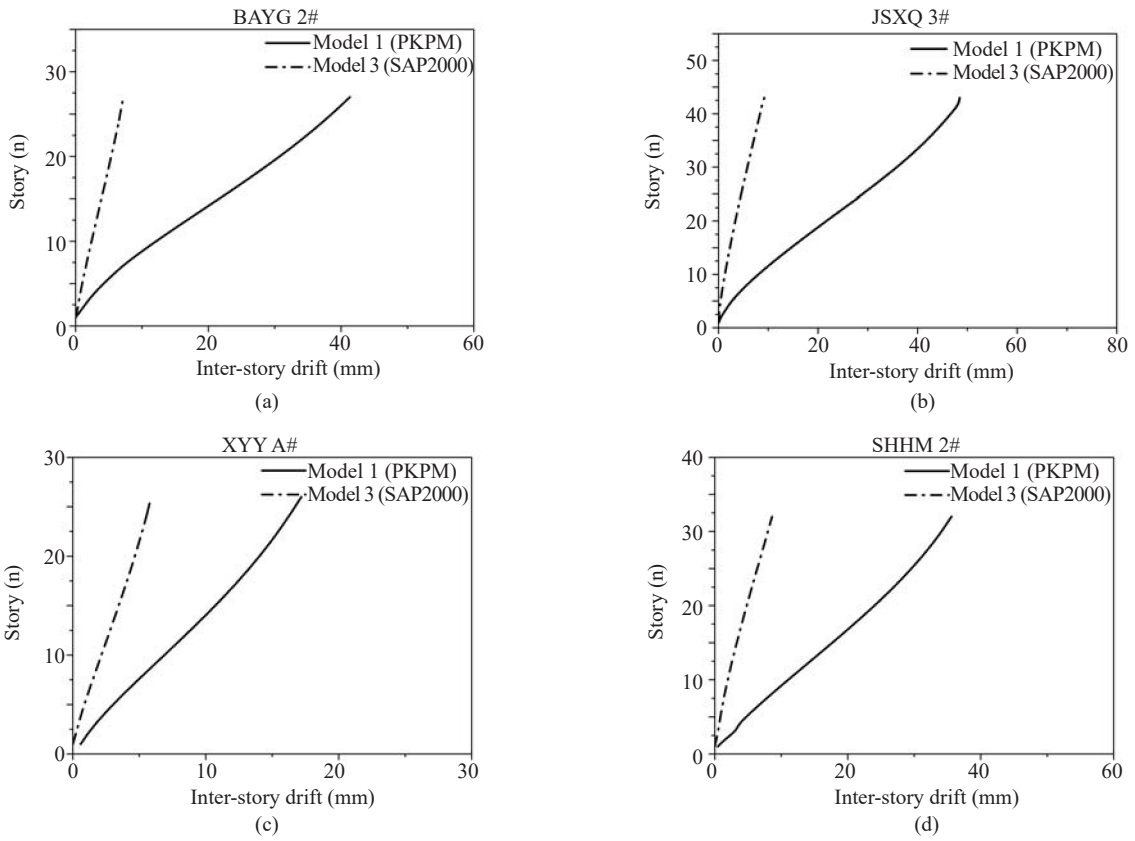 BAYG 2#
Model 1 (PKPM)
Model 3 (SAP2000)
30
20
10
0
Story (n)
0 20 40 60
Inter-story drift (mm)
(a)
JSXQ 3#
Model 1 (PKPM)
Model 3 (SAP2000)
50
40
30
20
10
0
Story (n)
0 20 40 60 80
Inter-story drift (mm)
(b)
XYY A#
Model 1 (PKPM)
Model 3 (SAP2000)
30
20
10
0
Story (n)
0 10 20 30
Inter-story drift (mm)
(c)
SHHM 2#
Model 1 (PKPM)
Model 3 (SAP2000)
40
30
20
10
0
Story (n)
0 20 40 60
Inter-story drift (mm)
(d)